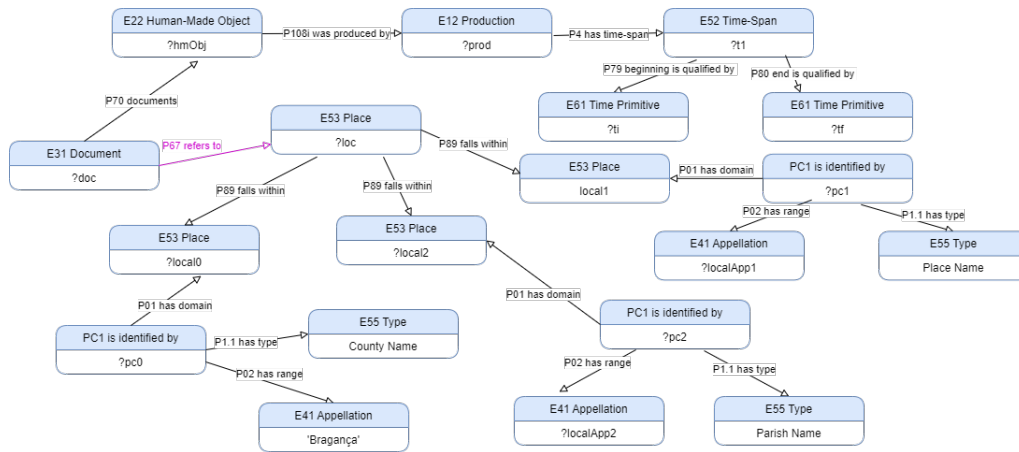 E22 Human-Made Object
?hmObj
P108i was produced by
E12 Production
?prod
P4 has time-span
E52 Time-Span
?t1
P79 beginning is qualified by
P80 end is qualified by
E61 Time Primitive
?ti
E61 Time Primitive
?tf
P70 documents
E31 Document
?doc
P67 refers to
E53 Place
?loc
P89 falls within
P89 falls within
P89 falls within
E53 Place
local1
P01 has domain
PC1 is identified by
?pc1
P02 has range
P1.1 has type
E41 Appellation
?localApp1
E55 Type
Place Name
E53 Place
?local0
E53 Place
?local2
P01 has domain
P01 has domain
PC1 is identified by
?pc0
P1.1 has type
E55 Type
County Name
P02 has range
E41 Appellation
'Bragança'
PC1 is identified by
?pc2
P02 has range
P1.1 has type
E41 Appellation
?localApp2
E55 Type
Parish Name